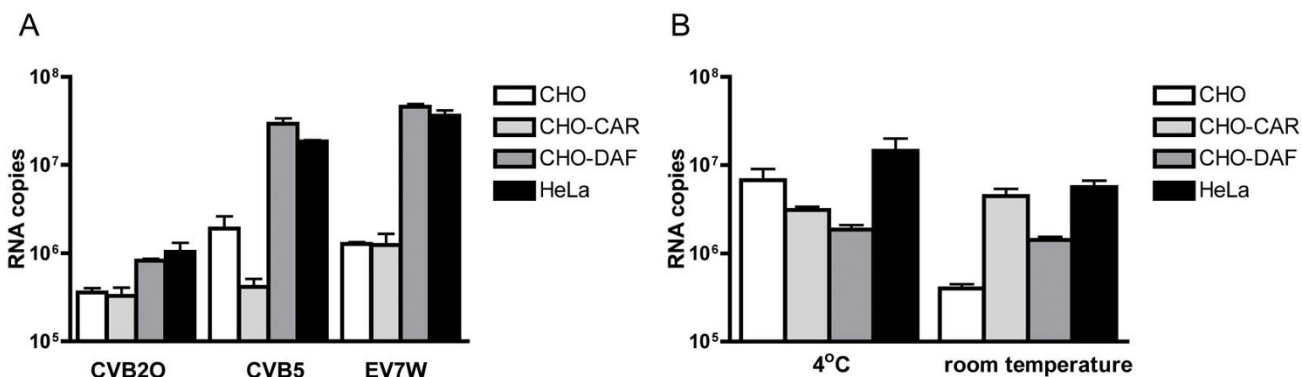 A
RNA copies
10⁸
10⁷
10⁶
10⁵
CVB2O
CVB5
EV7W
CHO
CHO-CAR
CHO-DAF
HeLa
B
RNA copies
10⁸
10⁷
10⁶
10⁵
4°C
room temperature
CHO
CHO-CAR
CHO-DAF
HeLa